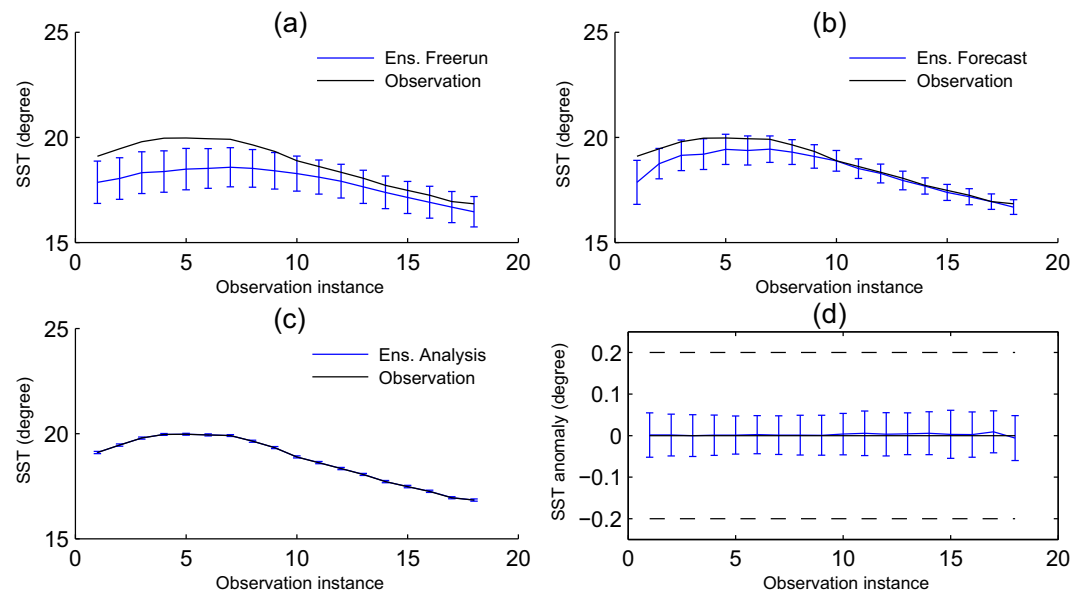 (a)
25
20
15
SST (degree)
Ens. Freerun
Observation
0 5 10 15 20
Observation instance
(b)
25
20
15
SST (degree)
Ens. Forecast
Observation
0 5 10 15 20
Observation instance
(c)
25
20
15
SST (degree)
Ens. Analysis
Observation
0 5 10 15 20
Observation instance
(d)
0.2
0.1
0
−0.1
−0.2
SST anomaly (degree)
0 5 10 15 20
Observation instance